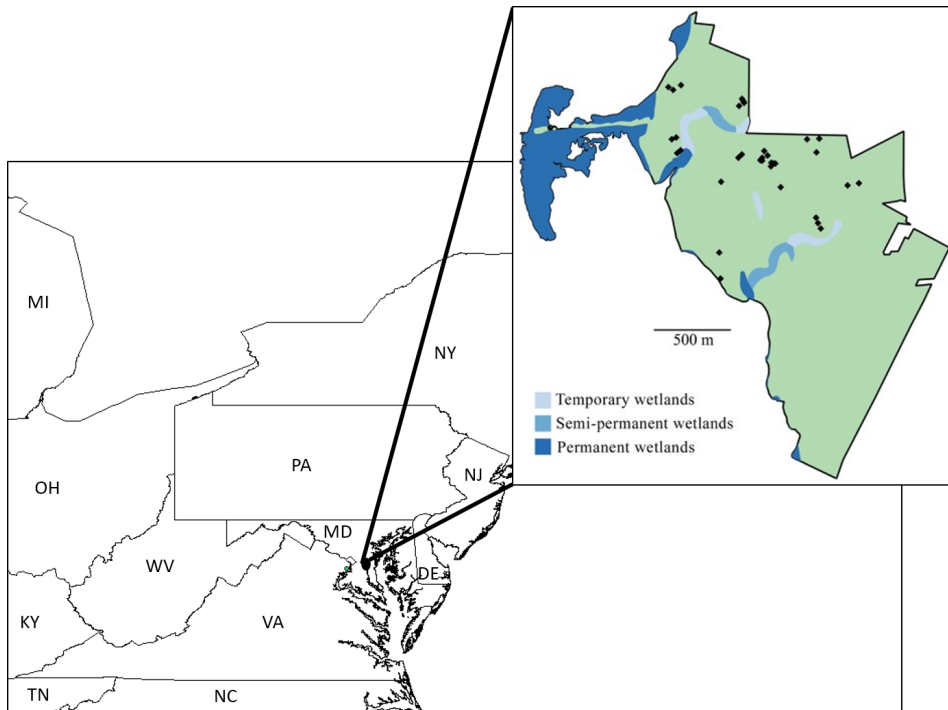 MI
NY
PA
NJ
OH
MD
WV
DE
KY
VA
TN
NC
500 m
Temporary wetlands
Semi-permanent wetlands
Permanent wetlands